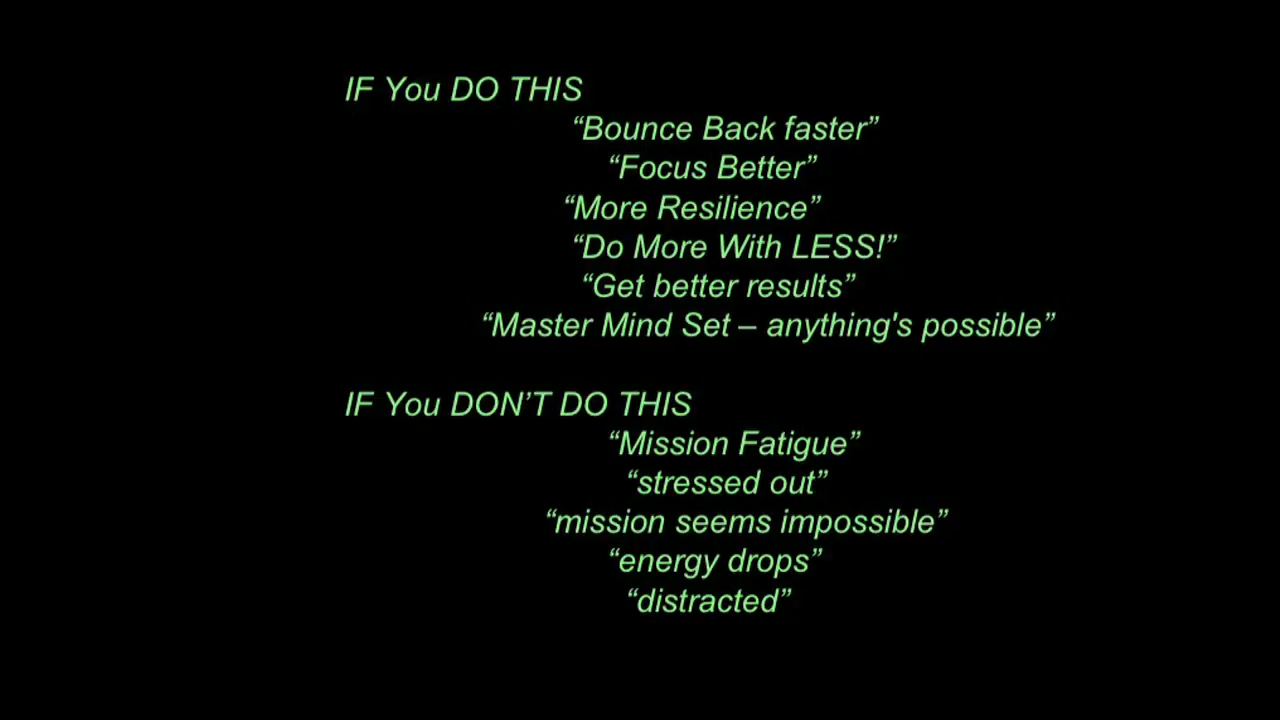 IF You DO THIS
“Bounce Back faster”
“Focus Better”
“More Resilience”
“Do More With LESS!”
“Get better results”
“Master Mind Set – anything's possible”
IF You DON’T DO THIS
“Mission Fatigue”
“stressed out”
“mission seems impossible”
“energy drops”
“distracted”